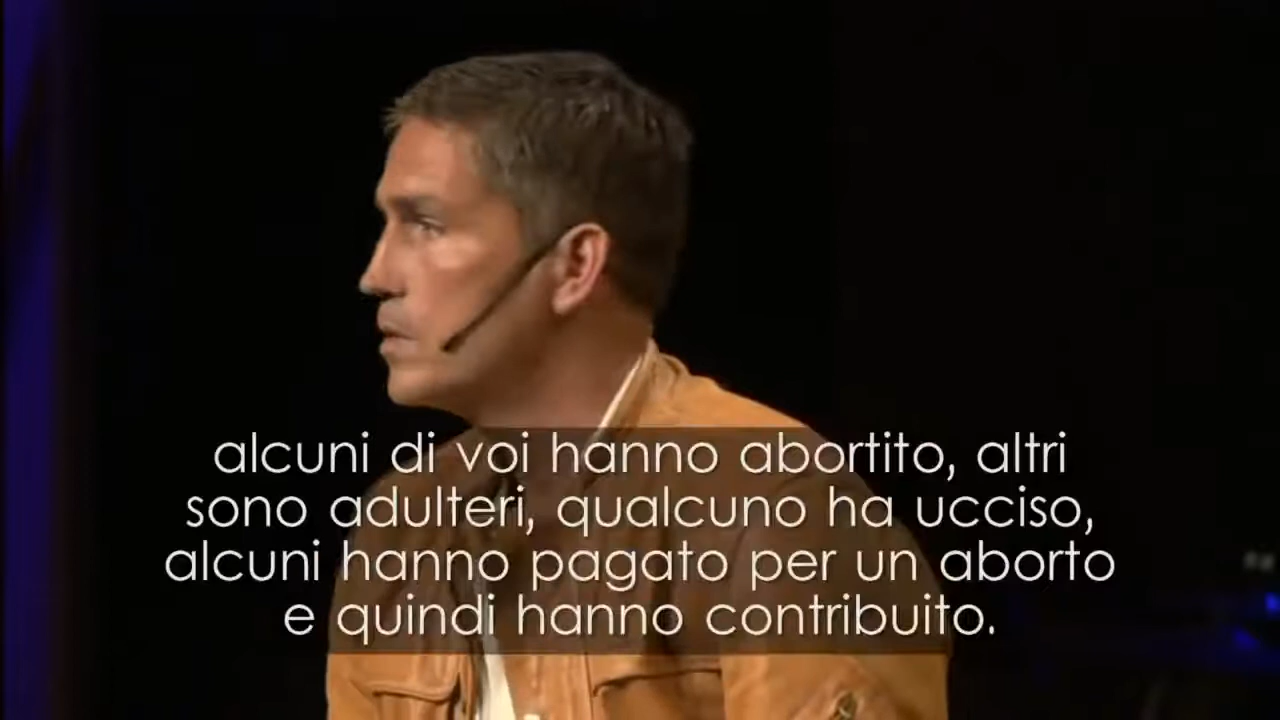 alcuni di voi hanno abortito, altri
sono adulteri, qualcuno ha ucciso,
alcuni hanno pagato per un aborto
e quindi hanno contribuito.